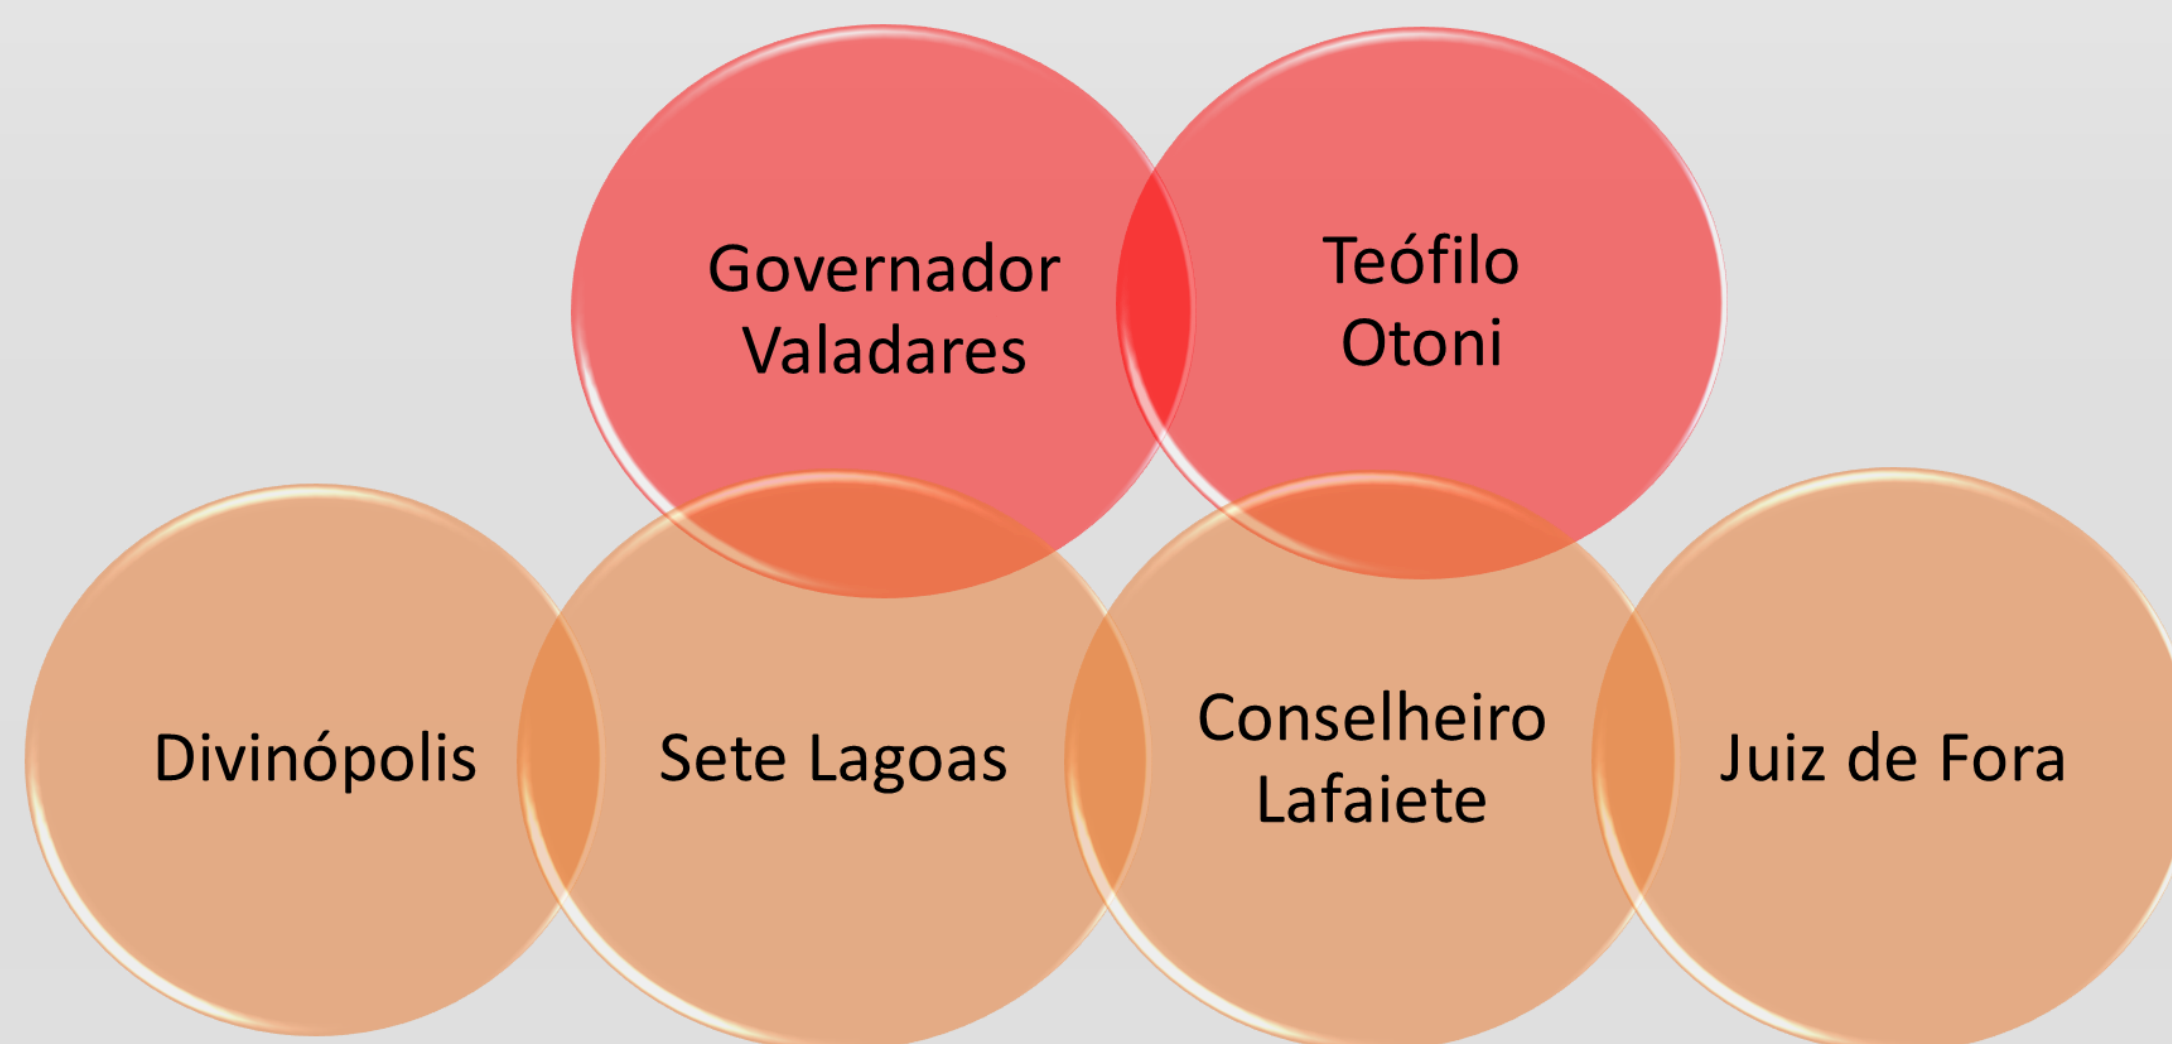 Governador
Valadares
Teófilo
Otoni
Divinópolis
Sete Lagoas
Conselheiro
Lafaiete
Juiz de Fora